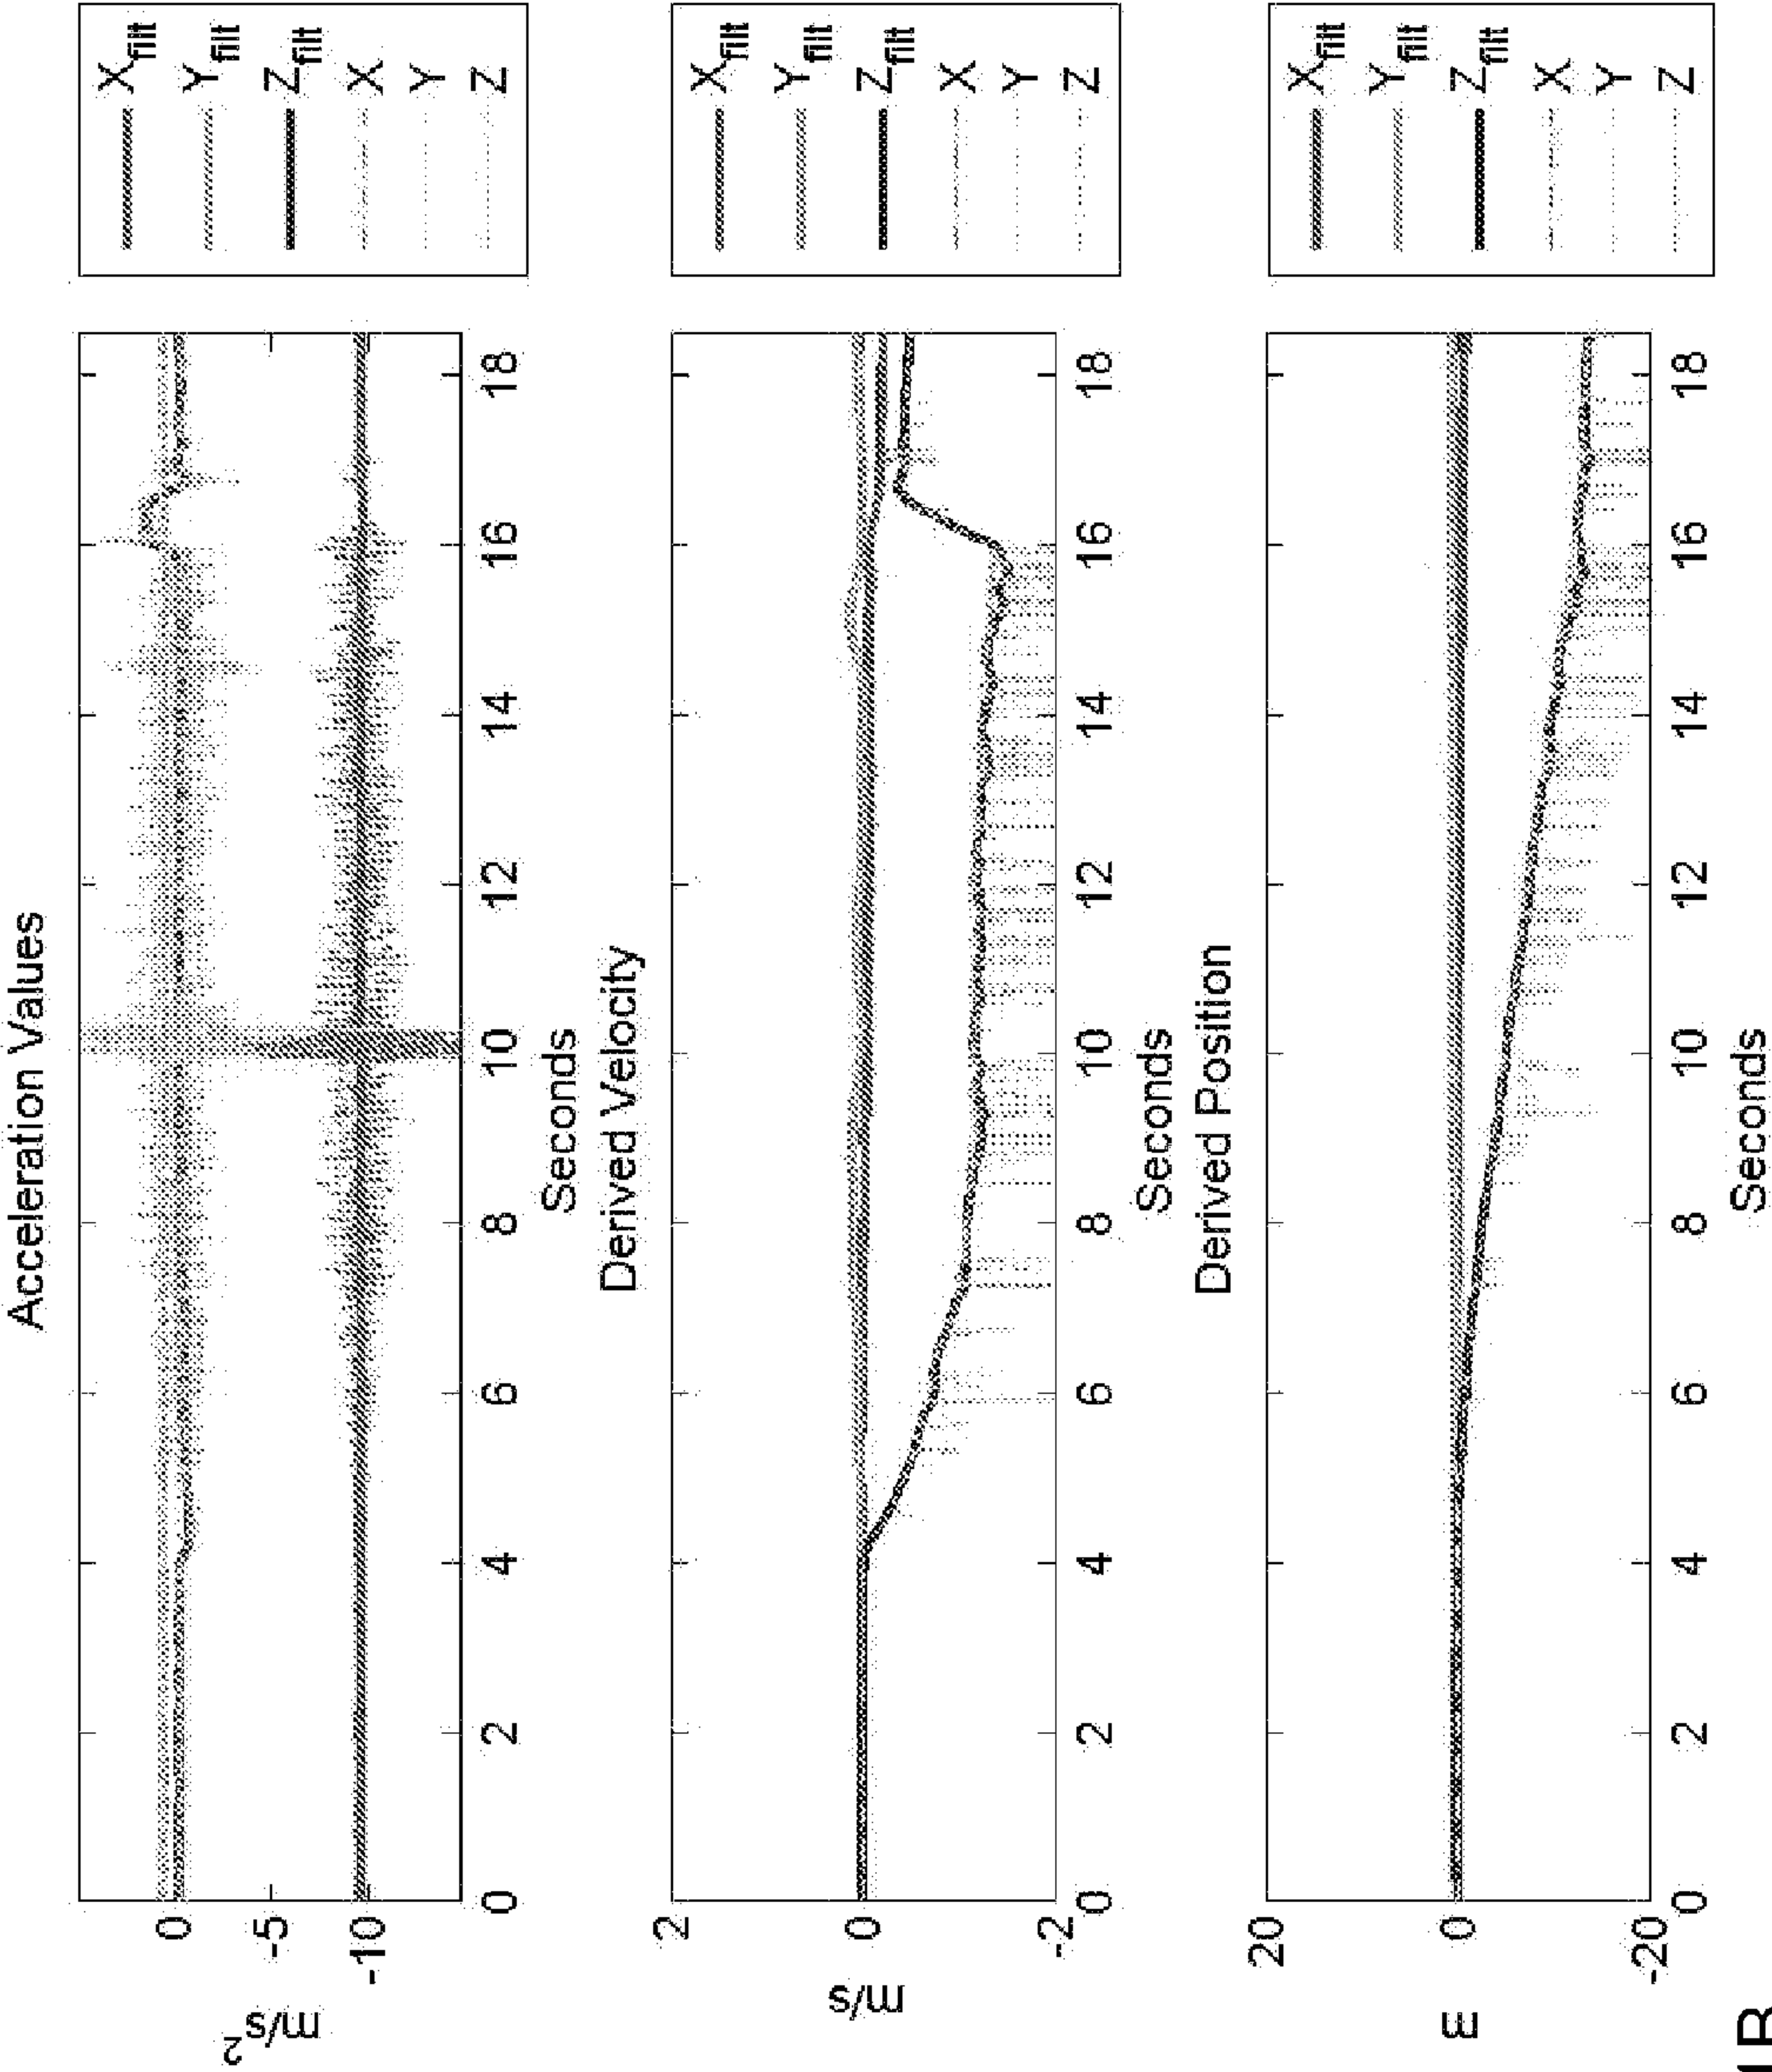 Acceleration Values
m/s2
0
-5
-10
0 2 4 6 8 10 12 14 16 18
Seconds
Xfilt
Yfilt
Zfilt
X
Y
Z
Derived Velocity
m/s
2
0
-2
0 2 4 6 8 10 12 14 16 18
Seconds
Xfilt
Yfilt
Zfilt
X
Y
Z
Derived Position
m
20
0
-20
0 2 4 6 8 10 12 14 16 18
Seconds
Xfilt
Yfilt
Zfilt
X
Y
Z